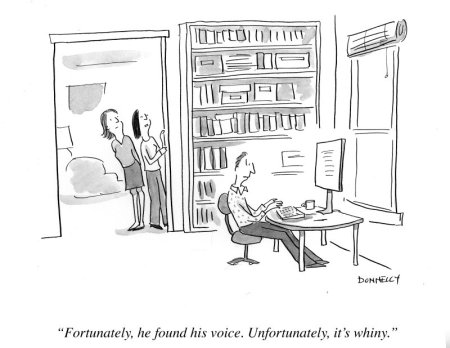 DONNELLY
“Fortunately, he found his voice. Unfortunately, it’s whiny.”